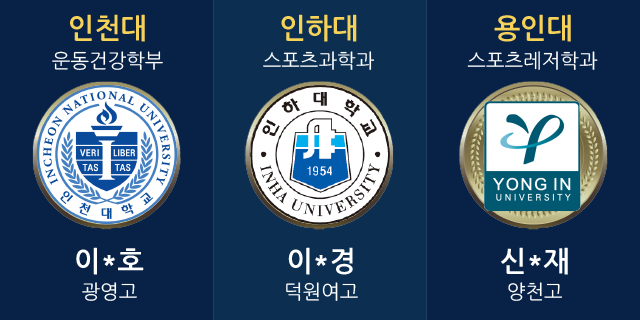 인천대
운동건강학부
INCHEON NATIONAL UNIVERSITY
VERI LIBER
TAS TAS
인천대학교
이*호
광영고
인하대
스포츠과학과
인하대학교
1954
INHA UNIVERSITY
이*경
덕원여고
용인대
스포츠레저학과
YONG IN
UNIVERSITY
신*재
양천고